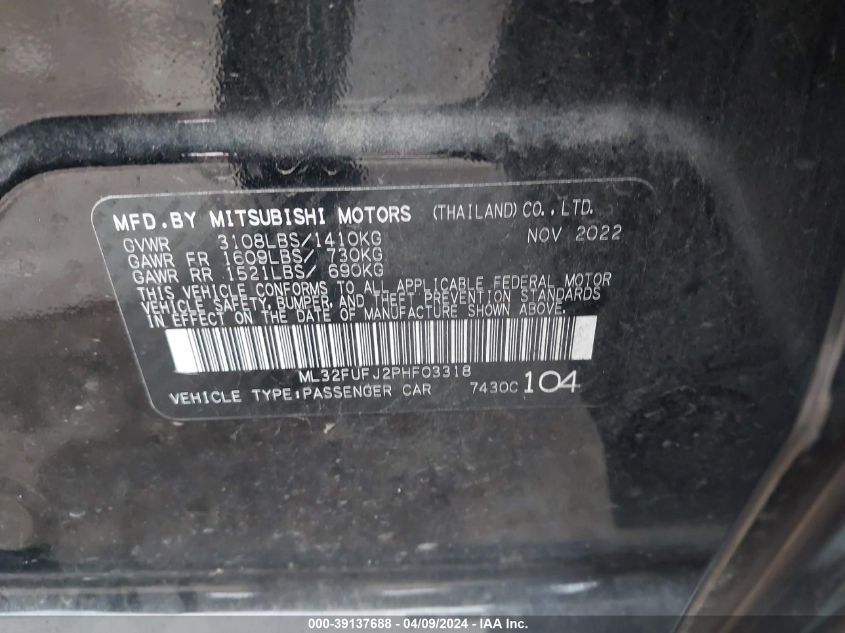 MFD.BY MITSUBISHI MOTORS (THAILAND)CO.,LTD.
GVWR 3108LBS/1410KG NOV 2022
GAWR FR 1609LBS/ 730KG
GAWR RR 1521LBS/ 690KG
THIS VEHICLE CONFORMS TO ALL APPLICABLE FEDERAL MOTOR
VEHICLE SAFETY, BUMPER, AND THEFT PREVENTION STANDARDS
IN EFFECT ON THE DATE OF MANUFACTURE SHOWN ABOVE.
ML32FUFJ2PHF03318
VEHICLE TYPE:PASSENGER CAR 7430C 104
000-39137688 - 04/09/2024 - IAA Inc.